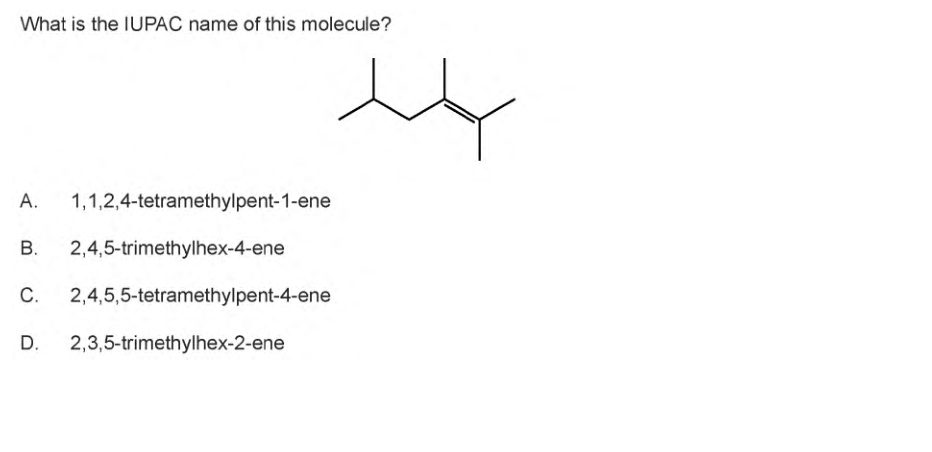 What is the IUPAC name of this molecule?
A. 1,1,2,4-tetramethylpent-1-ene
B. 2,4,5-trimethylhex-4-ene
C. 2,4,5,5-tetramethylpent-4-ene
D. 2,3,5-trimethylhex-2-ene